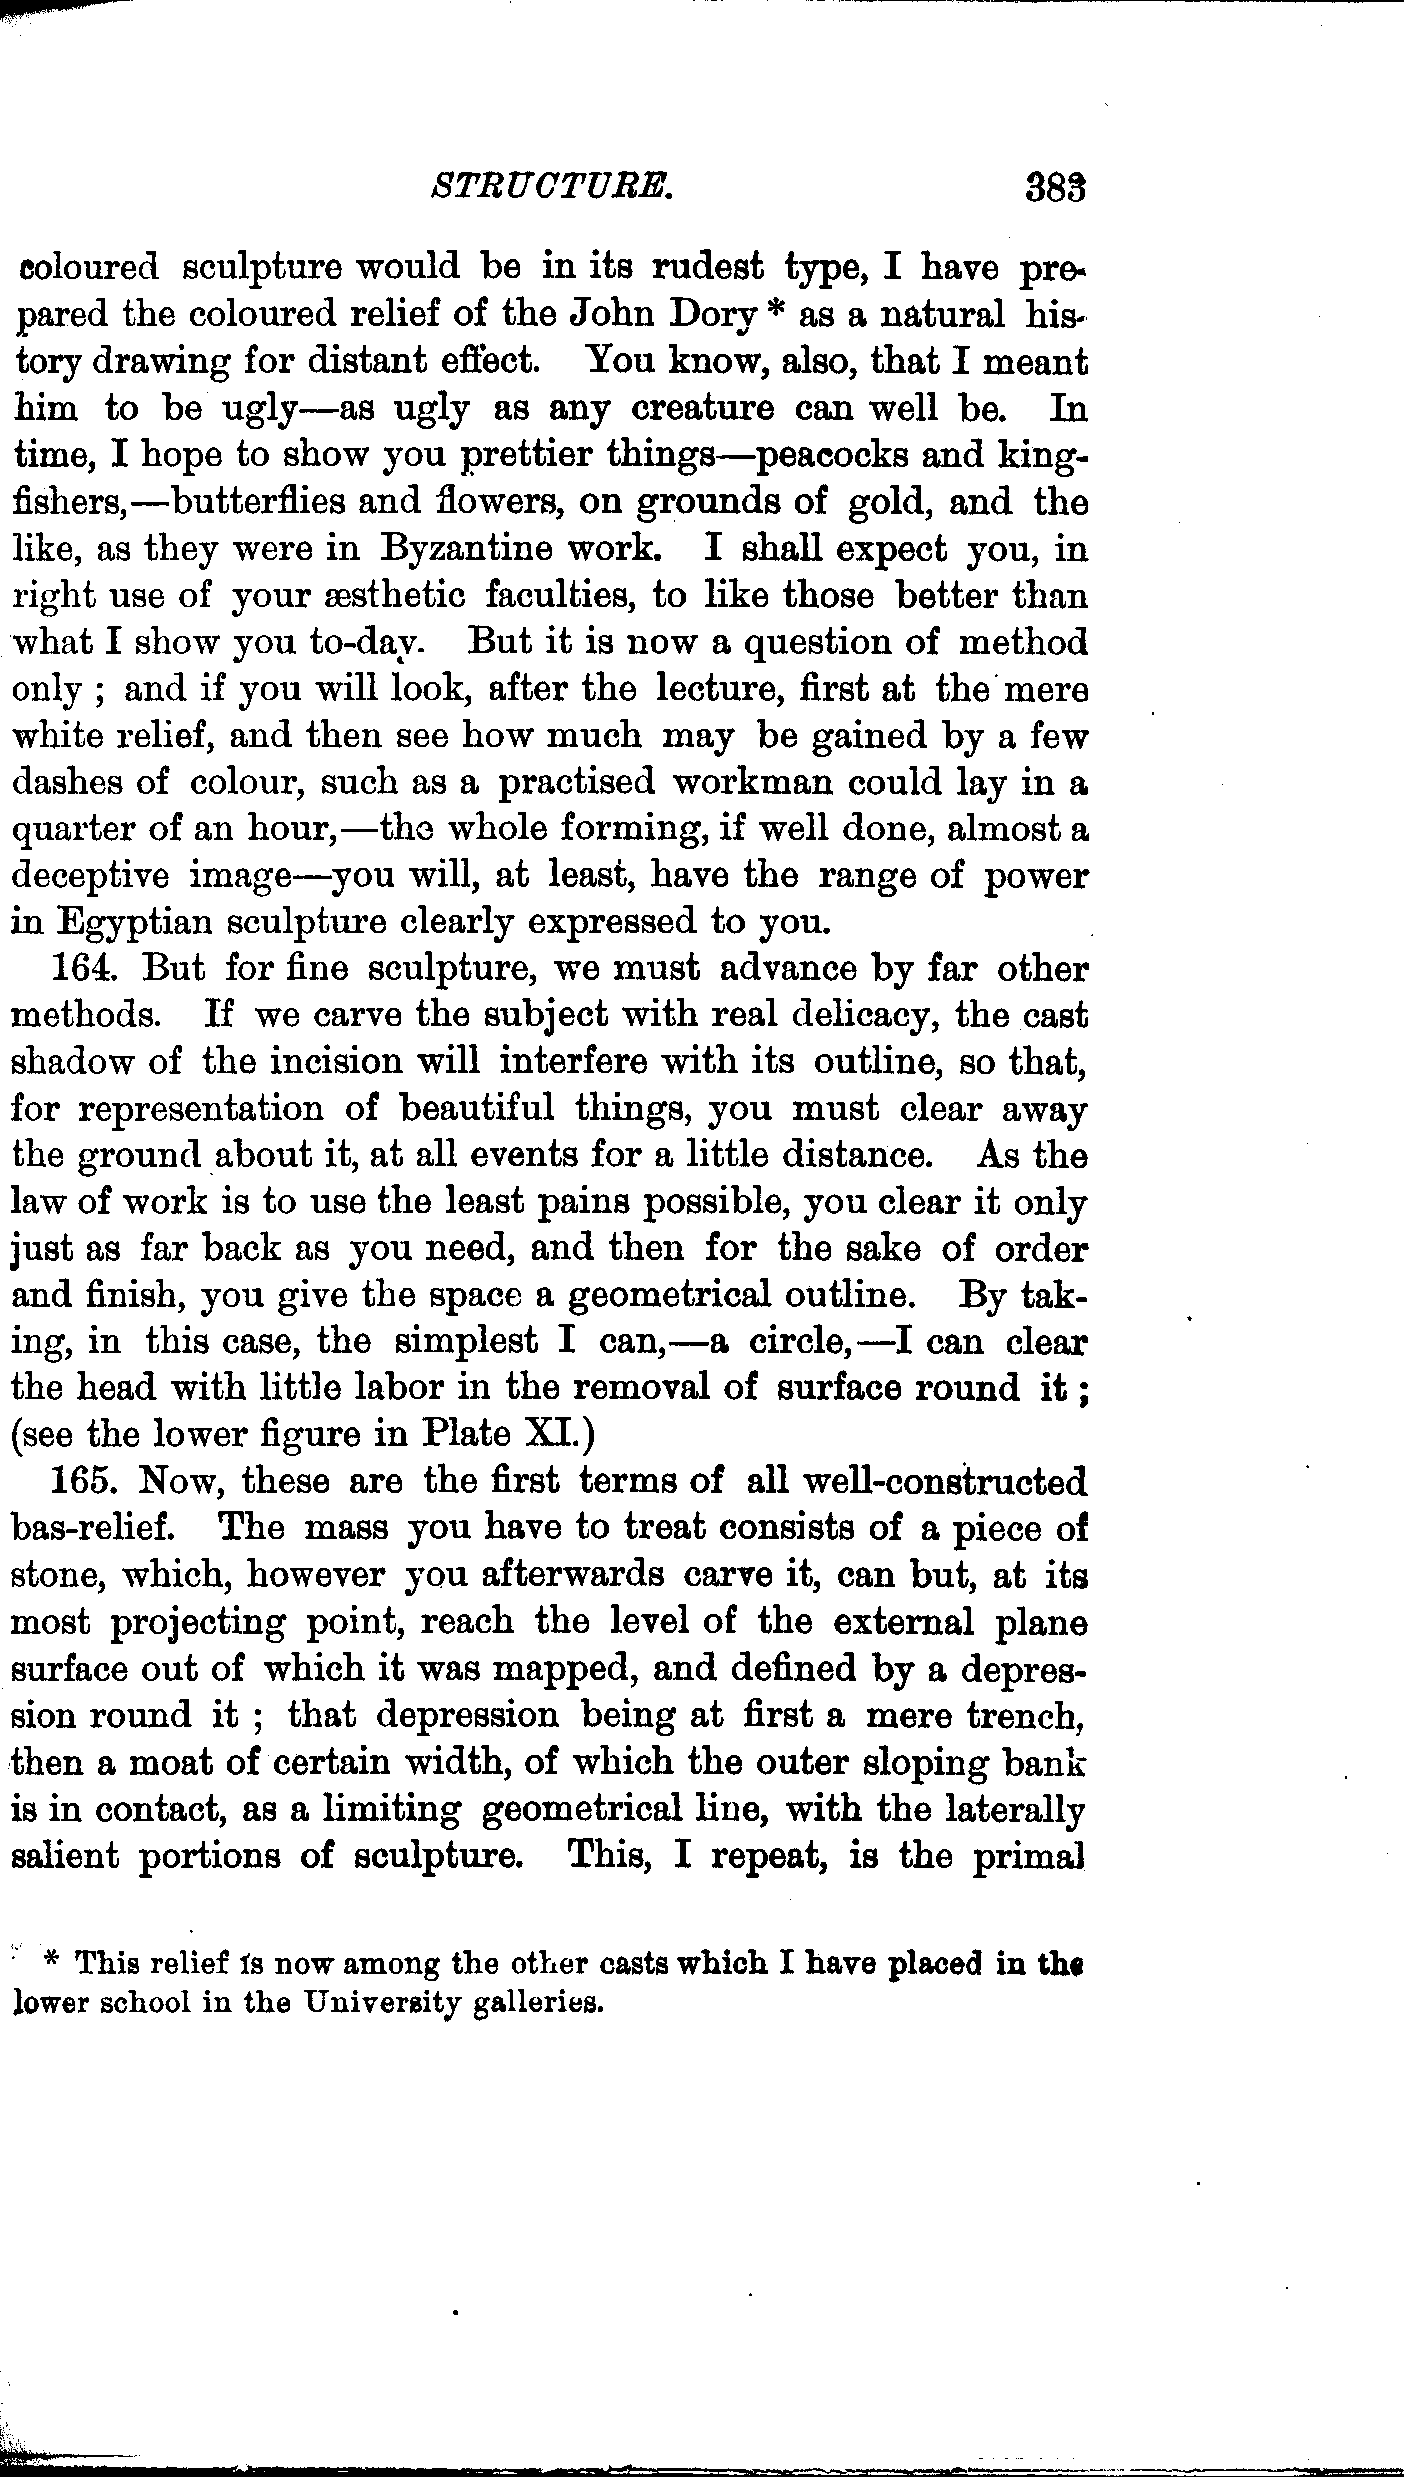 STRUCTURE. 383
coloured sculpture would be in its rudest type, I have pre-
pared the coloured relief of the John Dory * as a natural his-
tory drawing for distant effect. You know, also, that I meant
him to be ugly—as ugly as any creature can well be. In
time, I hope to show you prettier things—peacocks and king-
fishers,—butterflies and flowers, on grounds of gold, and the
like, as they were in Byzantine work. I shall expect you, in
right use of your æsthetic faculties, to like those better than
what I show you to-day. But it is now a question of method
only ; and if you will look, after the lecture, first at the mere
white relief, and then see how much may be gained by a few
dashes of colour, such as a practised workman could lay in a
quarter of an hour,—the whole forming, if well done, almost a
deceptive image—you will, at least, have the range of power
in Egyptian sculpture clearly expressed to you.
164. But for fine sculpture, we must advance by far other
methods. If we carve the subject with real delicacy, the cast
shadow of the incision will interfere with its outline, so that,
for representation of beautiful things, you must clear away
the ground about it, at all events for a little distance. As the
law of work is to use the least pains possible, you clear it only
just as far back as you need, and then for the sake of order
and finish, you give the space a geometrical outline. By tak-
ing, in this case, the simplest I can,—a circle,—I can clear
the head with little labor in the removal of surface round it ;
(see the lower figure in Plate XI.)
165. Now, these are the first terms of all well-constructed
bas-relief. The mass you have to treat consists of a piece of
stone, which, however you afterwards carve it, can but, at its
most projecting point, reach the level of the external plane
surface out of which it was mapped, and defined by a depres-
sion round it ; that depression being at first a mere trench,
then a moat of certain width, of which the outer sloping bank
is in contact, as a limiting geometrical line, with the laterally
salient portions of sculpture. This, I repeat, is the primal
* This relief is now among the other casts which I have placed in the
lower school in the University galleries.